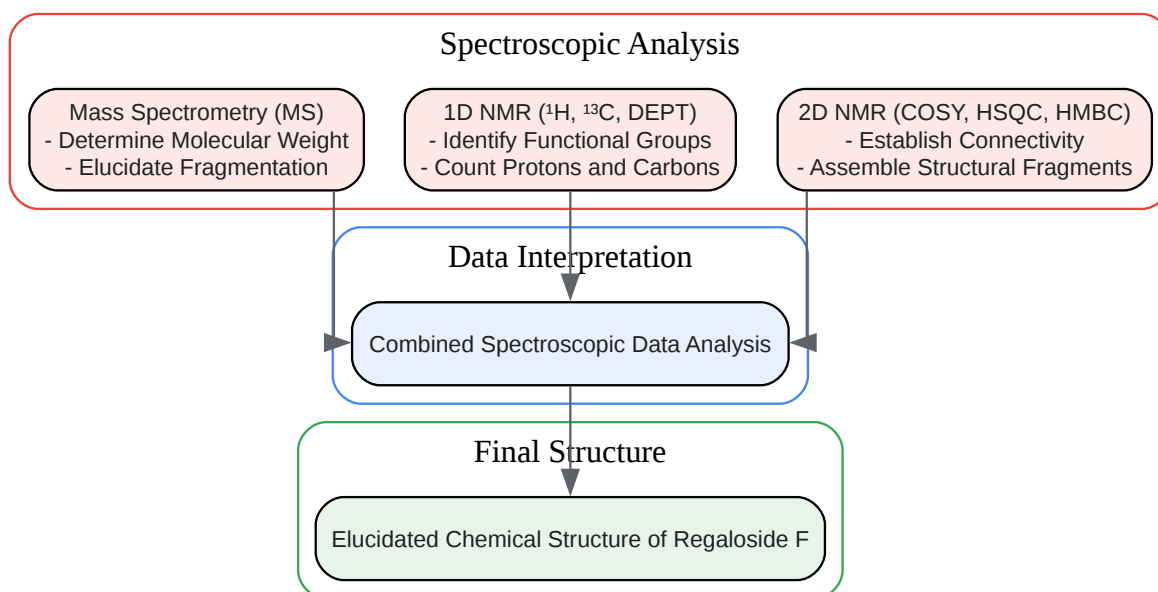 Spectroscopic Analysis
Mass Spectrometry (MS)
- Determine Molecular Weight
- Elucidate Fragmentation
1D NMR (¹H, ¹³C, DEPT)
- Identify Functional Groups
- Count Protons and Carbons
2D NMR (COSY, HSQC, HMBC)
- Establish Connectivity
- Assemble Structural Fragments
Data Interpretation
Combined Spectroscopic Data Analysis
Final Structure
Elucidated Chemical Structure of Regaloside F